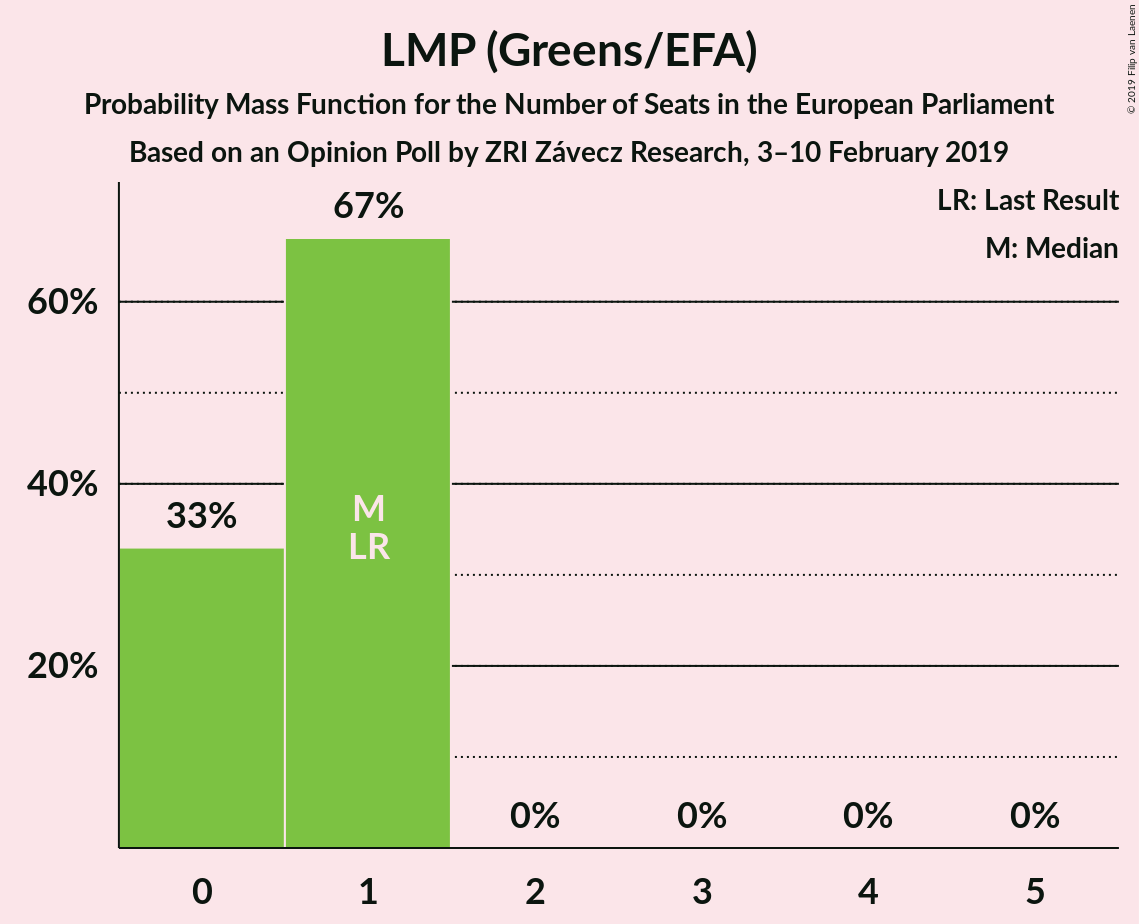 LMP (Greens/EFA)
Probability Mass Function for the Number of Seats in the European Parliament
Based on an Opinion Poll by ZRI Závecz Research, 3–10 February 2019
© 2019 Filip van Laenen
LR: Last Result
M: Median
67%
60%
40%
33%
M
LR
20%
0% 0% 0% 0%
0 1 2 3 4 5